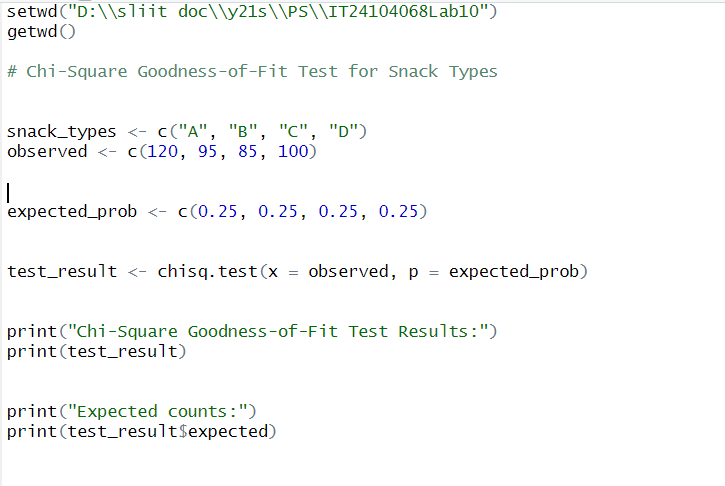 setwd("D:\\sliit doc\\y21s\\PS\\IT24104068Lab10")
getwd()
# Chi-Square Goodness-of-Fit Test for Snack Types
snack_types <- c("A", "B", "C", "D")
observed <- c(120, 95, 85, 100)
expected_prob <- c(0.25, 0.25, 0.25, 0.25)
test_result <- chisq.test(x = observed, p = expected_prob)
print("Chi-Square Goodness-of-Fit Test Results:")
print(test_result)
print("Expected counts:")
print(test_result$expected)